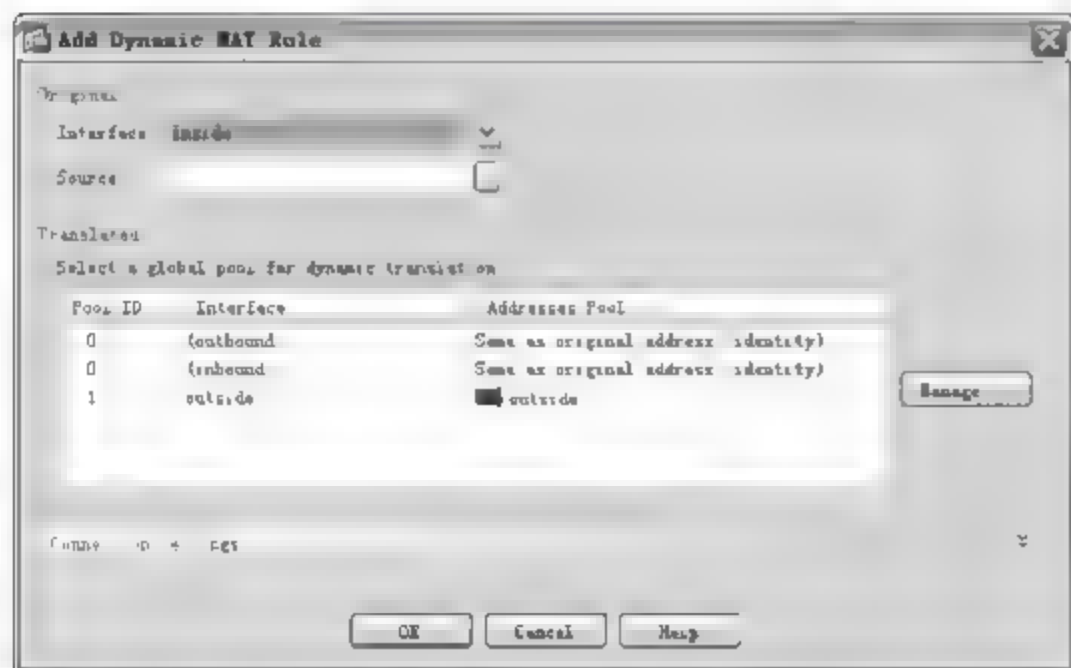 Add Dynamic NAT Rule
Original
Interface inside
Source
Translated
Select a global pool for dynamic translation
Pool ID Interface Addresses Pool
0 (outbound Same as original address identity)
0 (inbound Same as original address identity)
1 outside outside
Manage
OK Cancel Help